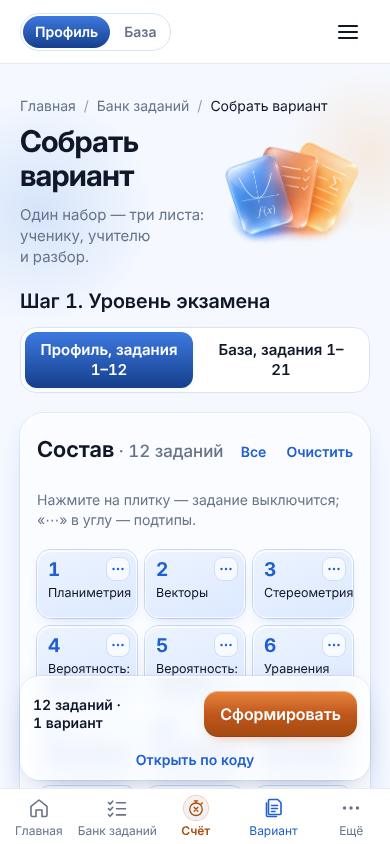 Профиль База
Главная / Банк заданий / Собрать вариант
Собрать
вариант
Один набор — три листа:
ученику, учителю
и разбор.
f(x)
Σ
Шаг 1. Уровень экзамена
Профиль, задания
1–12
База, задания 1–
21
Состав · 12 заданий Все Очистить
Нажмите на плитку — задание выключится;
«···» в углу — подтипы.
1 ···
Планиметрия
2 ···
Векторы
3 ···
Стереометрия
4 ···
Вероятность:
5 ···
Вероятность:
6 ···
Уравнения
12 заданий ·
1 вариант
Сформировать
Открыть по коду
Главная Банк заданий Счёт Вариант Ещё